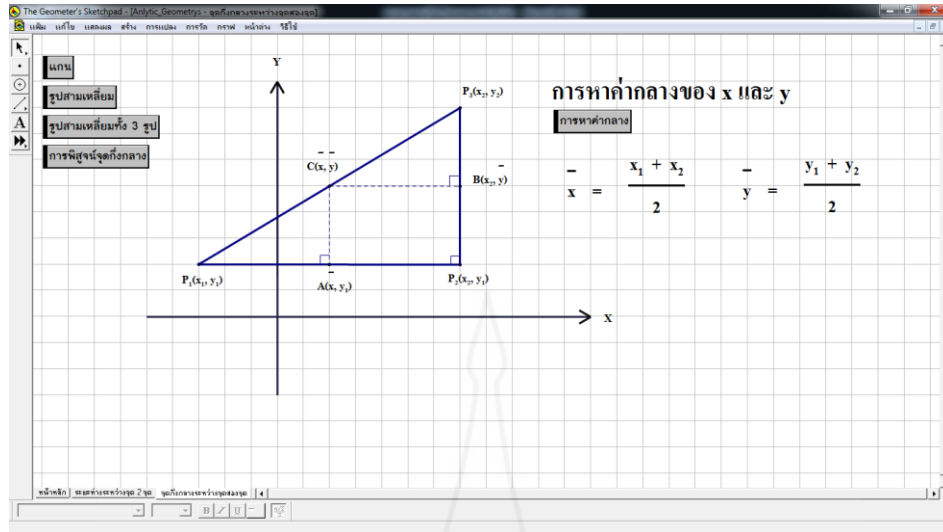 The Geometer's Sketchpad - [Anlytic_Geometrys - จุดกึ่งกลางระหว่างจุดสองจุด]
แฟ้ม แก้ไข แสดงผล สร้าง การแปลง การวัด กราฟ หน้าต่าง วิธีใช้
แกน
รูปสามเหลี่ยม
รูปสามเหลี่ยมทั้ง 3 รูป
การพิสูจน์จุดกึ่งกลาง
Y
P₃(x₂, y₂)
C(x̄, ȳ)
B(x₂, ȳ)
P₁(x₁, y₁)
A(x̄, y₁)
P₂(x₂, y₁)
X
การหาค่ากลางของ x และ y
การหาค่ากลาง
x̄ = (x₁ + x₂)/2 ȳ = (y₁ + y₂)/2
หน้าหลัก ระยะห่างระหว่างจุด 2 จุด จุดกึ่งกลางระหว่างจุดสองจุด
B I U